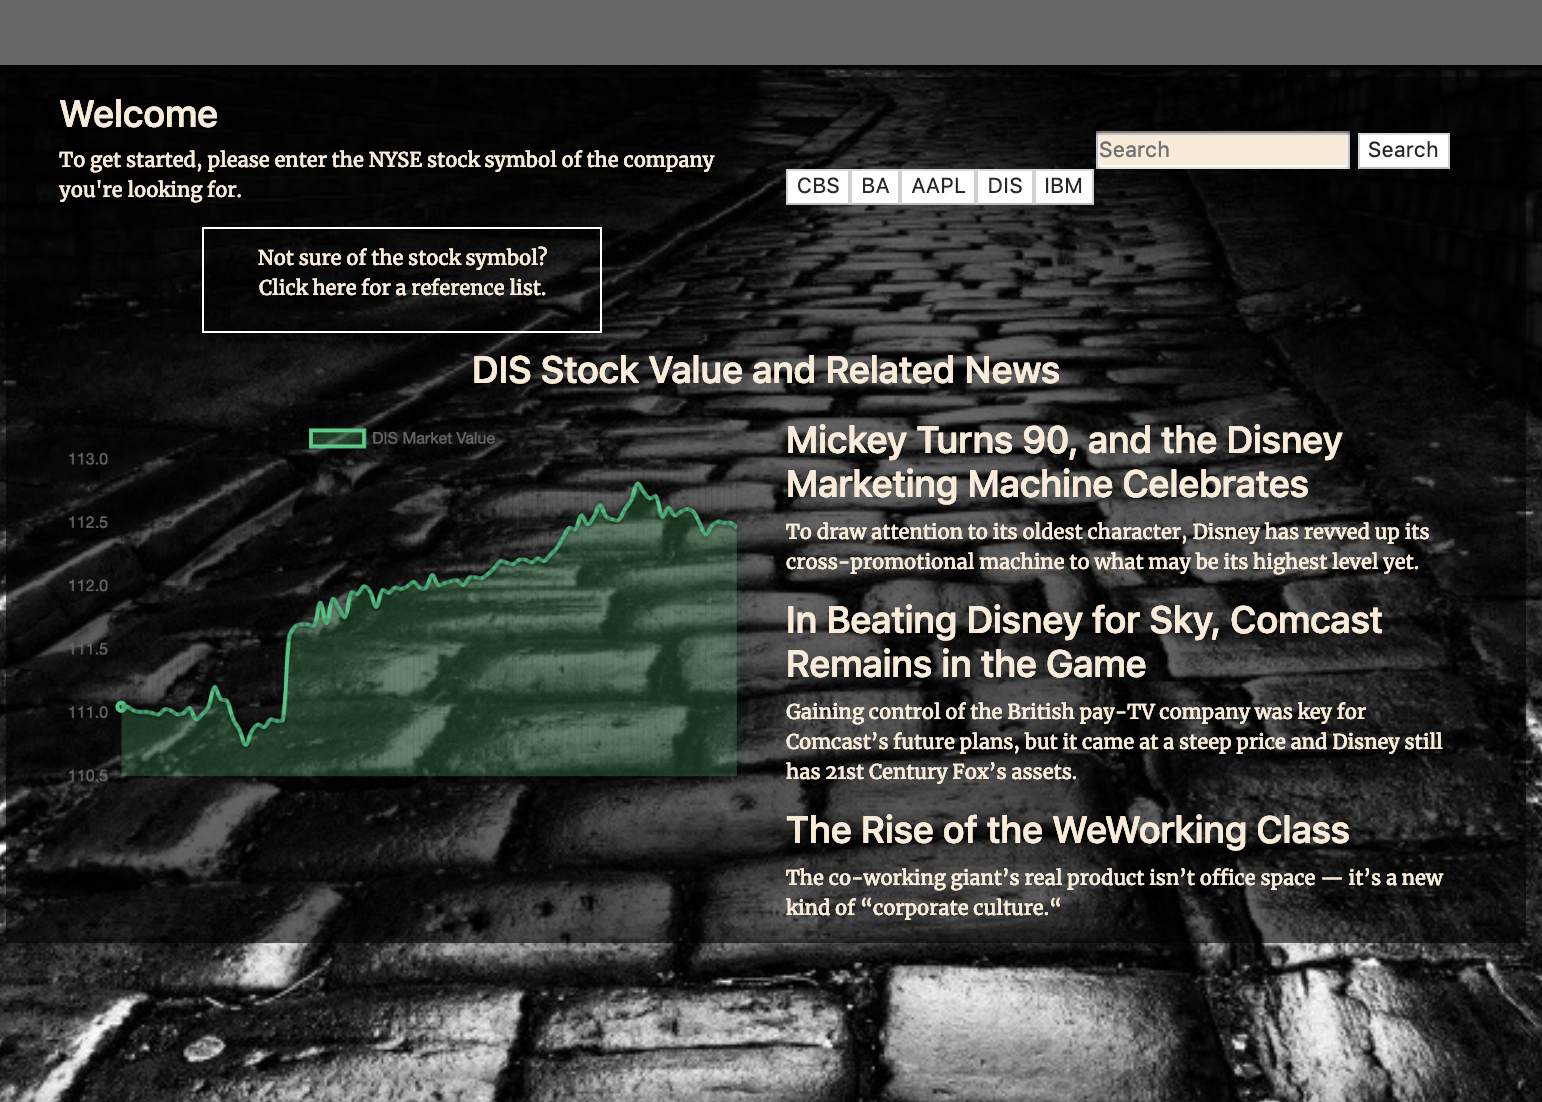 Welcome
To get started, please enter the NYSE stock symbol of the company
you're looking for.
Search
Search
CBS
BA
AAPL
DIS
IBM
Not sure of the stock symbol?
Click here for a reference list.
DIS Stock Value and Related News
DIS Market Value
113.0
112.5
112.0
111.5
111.0
110.5
Mickey Turns 90, and the Disney
Marketing Machine Celebrates
To draw attention to its oldest character, Disney has revved up its
cross-promotional machine to what may be its highest level yet.
In Beating Disney for Sky, Comcast
Remains in the Game
Gaining control of the British pay-TV company was key for
Comcast’s future plans, but it came at a steep price and Disney still
has 21st Century Fox’s assets.
The Rise of the WeWorking Class
The co-working giant’s real product isn’t office space — it’s a new
kind of “corporate culture.“